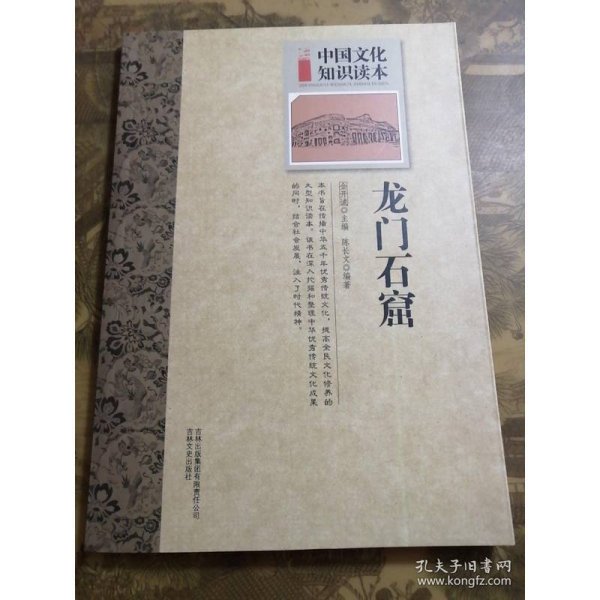 中国文化
知识读本
龙门石窟
金开诚◎主编 陈长文◎编著
本书旨在传播中华五千年优秀传统文化，提高全民文化修养的
大型知识读本。该书在深入挖掘和整理中华优秀传统文化成果
的同时，结合社会发展，注入了时代精神。
吉林出版集团有限责任公司
吉林文史出版社
孔夫子旧书网
www.kongfz.com